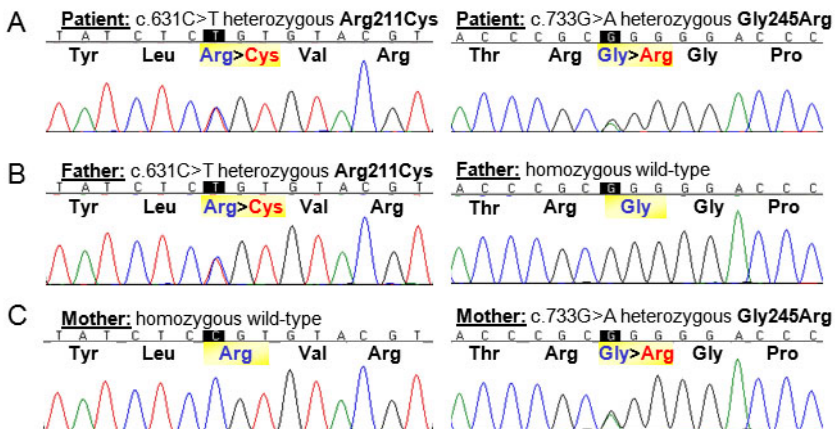 A
Patient: c.631C>T heterozygous Arg211Cys
T A T C T C T G T G T A C G T
Tyr Leu Arg>Cys Val Arg
Patient: c.733G>A heterozygous Gly245Arg
A C C C G C G G G G G A C C C
Thr Arg Gly>Arg Gly Pro
B
Father: c.631C>T heterozygous Arg211Cys
T A T C T C T G T G T A C G T
Tyr Leu Arg>Cys Val Arg
Father: homozygous wild-type
A C C C G C G G G G G A C C C
Thr Arg Gly Gly Pro
C
Mother: homozygous wild-type
T A T C T C C G T G T A C G T
Tyr Leu Arg Val Arg
Mother: c.733G>A heterozygous Gly245Arg
A C C C G C G G G G G A C C C
Thr Arg Gly>Arg Gly Pro